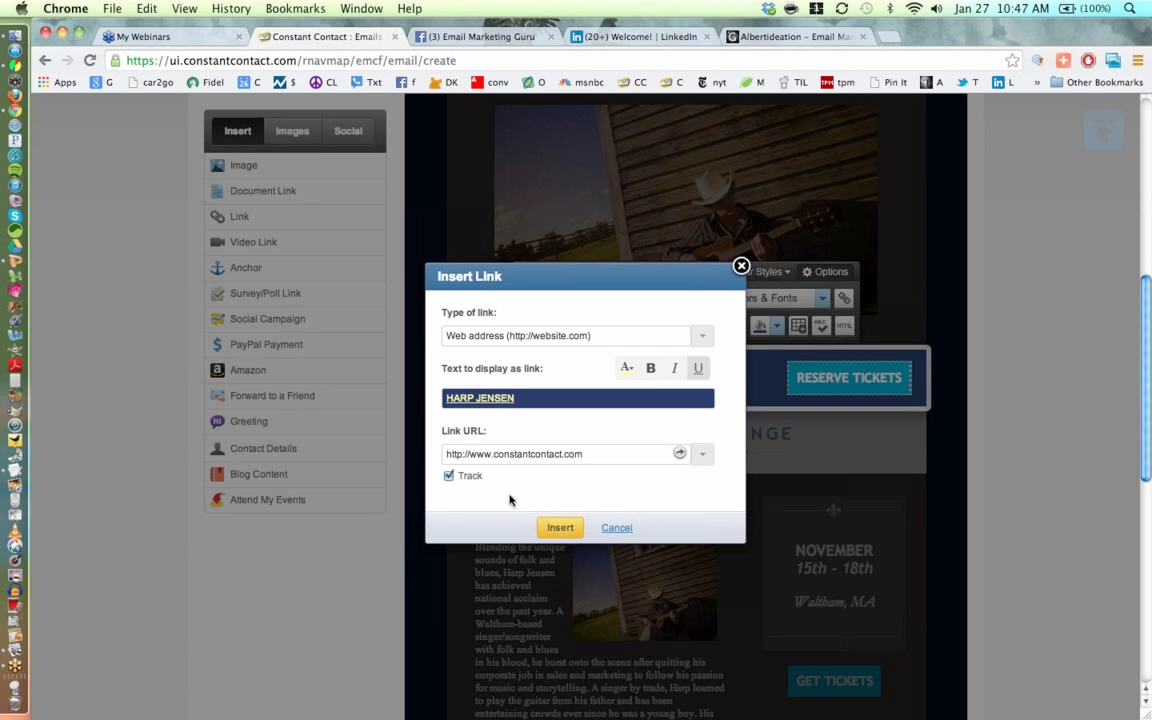 Chrome File Edit View History Bookmarks Window Help Jan 27 10:47 AM (100%)
My Webinars
Constant Contact : Emails
(3) Email Marketing Guru
(20+) Welcome! | LinkedIn
Albertideation – Email Ma
https://ui.constantcontact.com/rnavmap/emcf/email/create
Apps G car2go Fidel C $ CL Txt f DK conv O msnbc CC C nyt M TIL tpm Pin It A T L » Other Bookmarks
Insert Images Social
Image
Document Link
Link
Video Link
Anchor
Survey/Poll Link
Social Campaign
PayPal Payment
Amazon
Forward to a Friend
Greeting
Contact Details
Blog Content
Attend My Events
Styles Options
rs & Fonts
HTML
RESERVE TICKETS
NGE
Insert Link
Type of link:
Web address (http://website.com)
Text to display as link: A B I U
HARP JENSEN
Link URL:
http://www.constantcontact.com
Track
Insert Cancel
Blending the unique
sounds of folk and
blues, Harp Jensen
has achieved
national acclaim
over the past year. A
Waltham-based
singer/songwriter
with folk and blues
in his blood, he burst onto the scene after quitting his
corporate job in sales and marketing to follow his passion
for music and storytelling. A singer by trade, Harp learned
to play the guitar from his father and has been
entertaining crowds ever since he was a young boy. His
NOVEMBER
15th - 18th
Waltham, MA
GET TICKETS